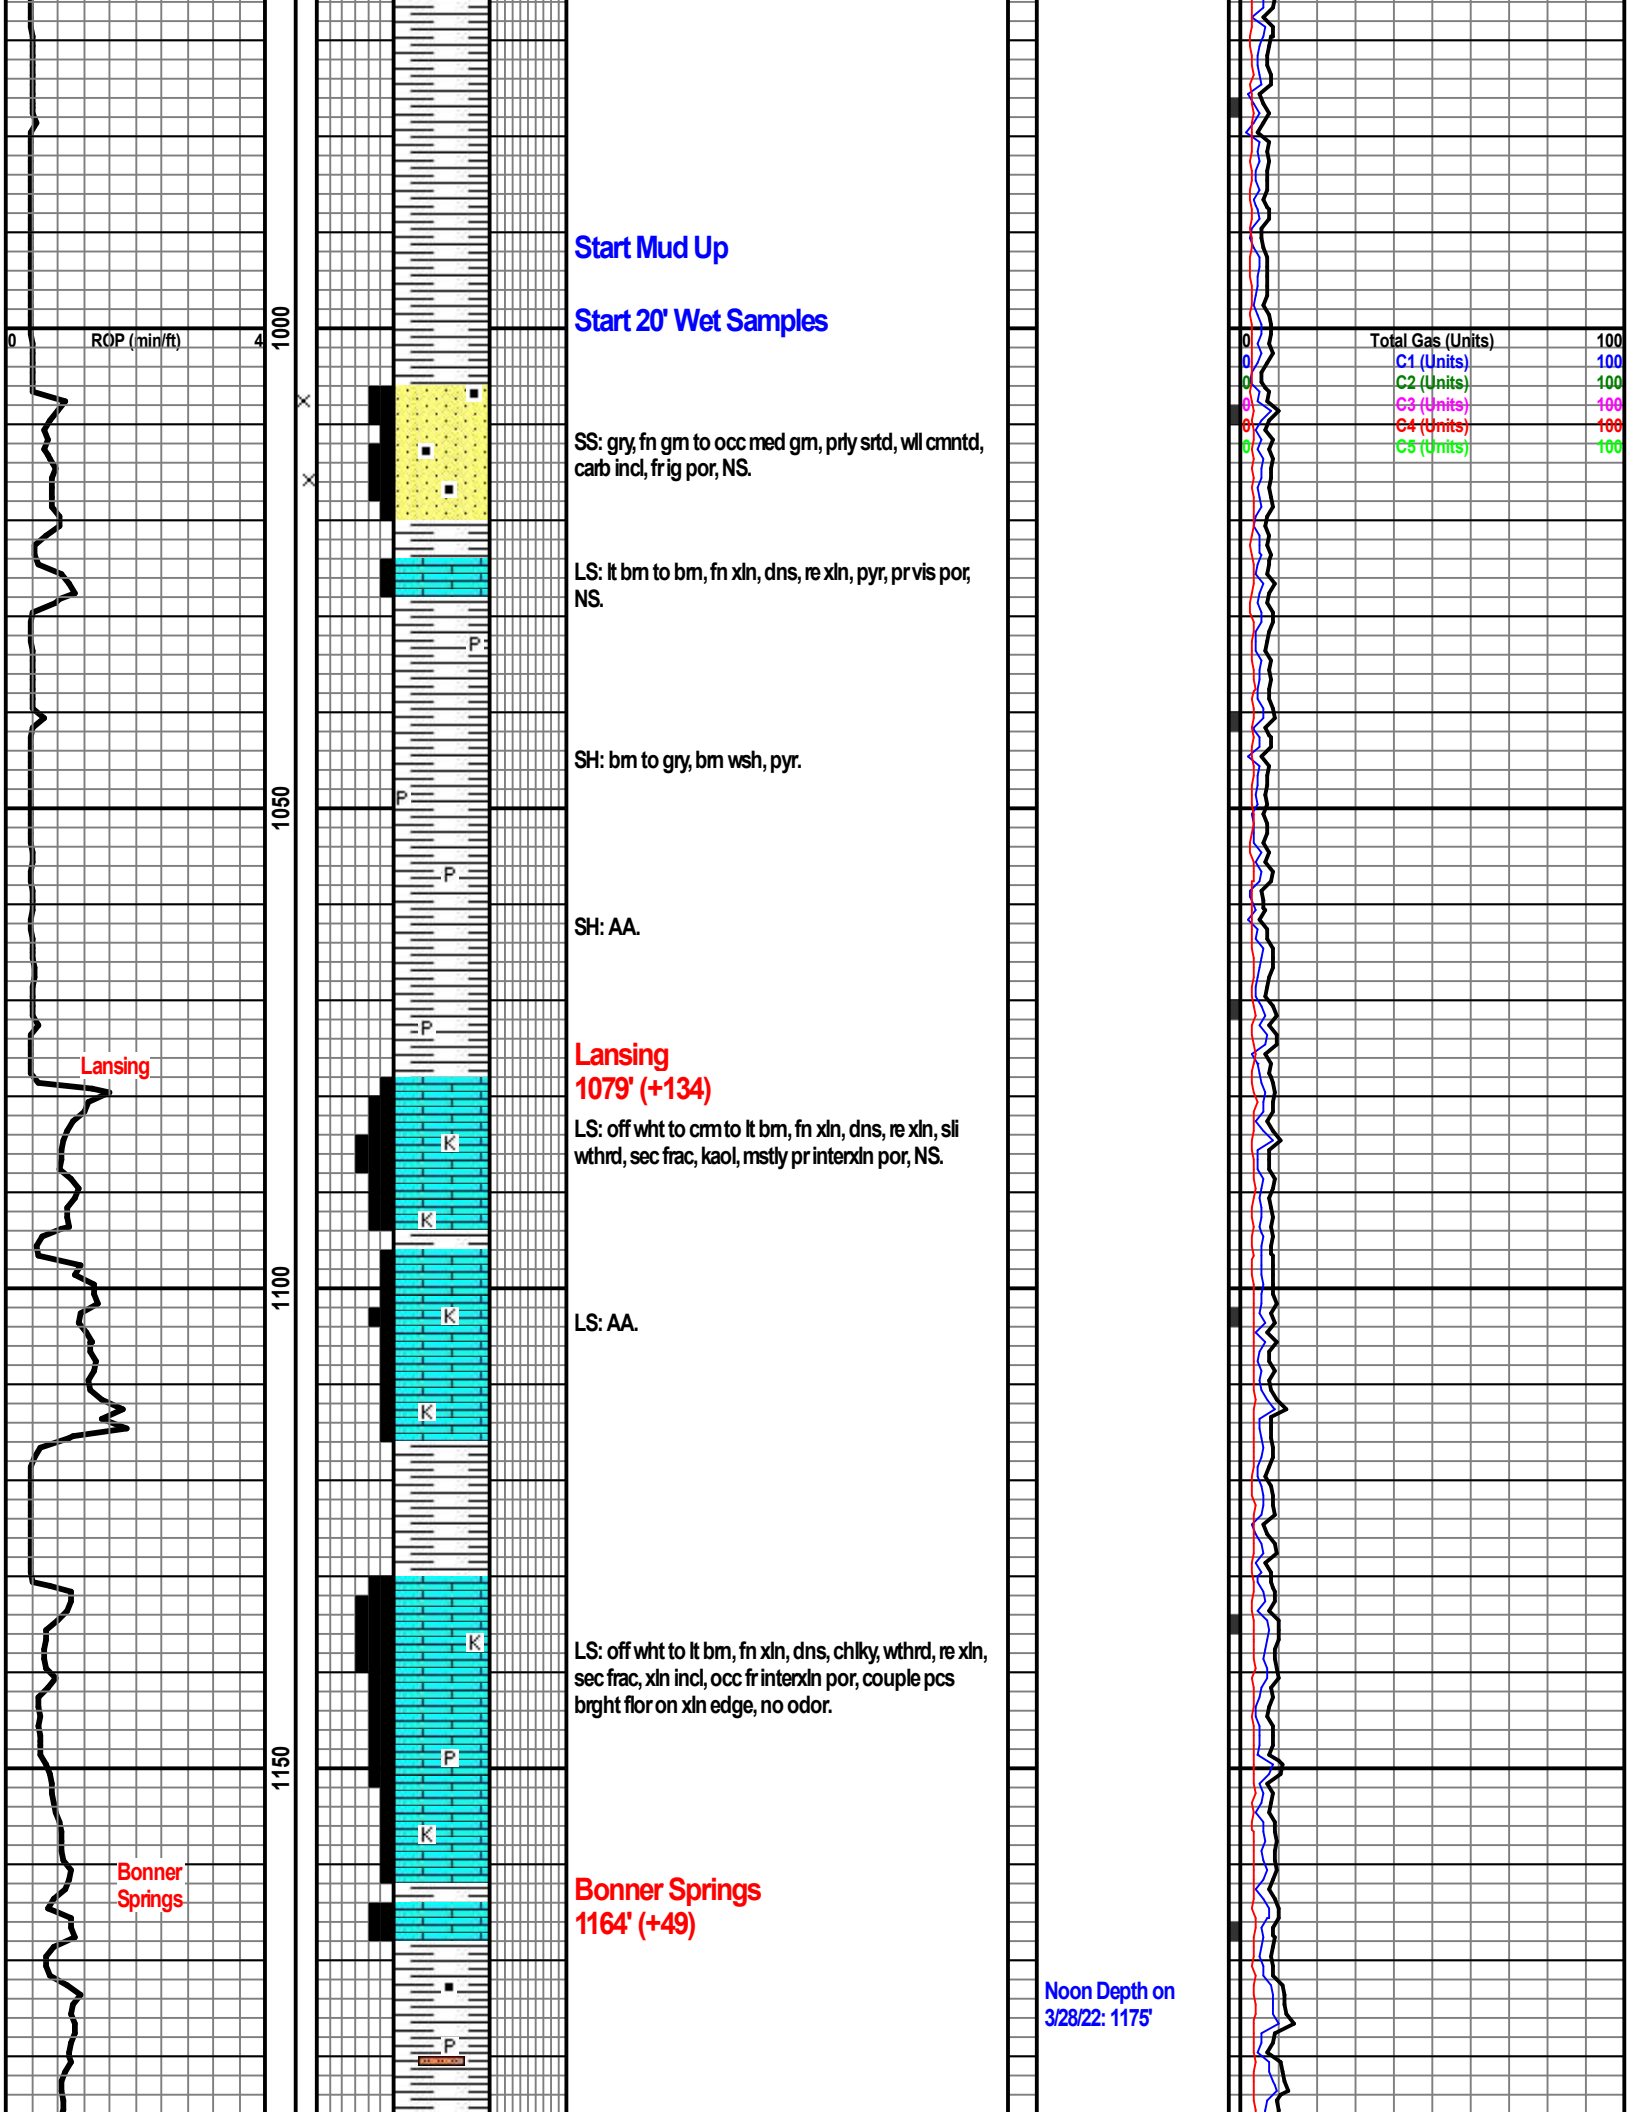 Start Mud Up
Start 20' Wet Samples
0 ROP (min/ft) 4
1000
0 Total Gas (Units) 100
0 C1 (Units) 100
0 C2 (Units) 100
0 C3 (Units) 100
0 C4 (Units) 100
0 C5 (Units) 100
SS: gry, fn grn to occ med grn, prly srtd, wll cmntd,
carb incl, fr ig por, NS.
LS: lt brn to brn, fn xln, dns, re xln, pyr, pr vis por,
NS.
P
SH: brn to gry, brn wsh, pyr.
1050
P
P
SH: AA.
P
Lansing
Lansing
1079' (+134)
LS: off wht to crm to lt brn, fn xln, dns, re xln, sli
wthrd, sec frac, kaol, mstly pr interxln por, NS.
K
K
1100
K
LS: AA.
K
K
LS: off wht to lt brn, fn xln, dns, chlky, wthrd, re xln,
sec frac, xln incl, occ fr interxln por, couple pcs
brght flor on xln edge, no odor.
1150
P
K
Bonner
Springs
Bonner Springs
1164' (+49)
Noon Depth on
3/28/22: 1175'
P